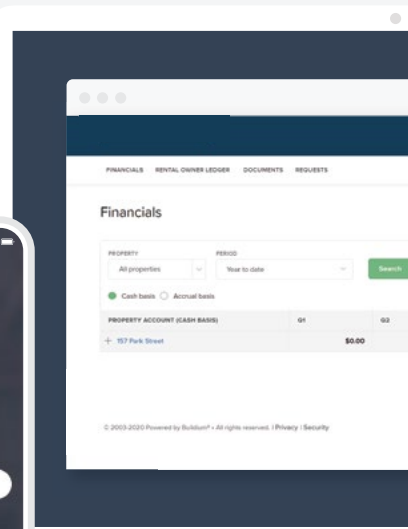 FINANCIALS RENTAL OWNER LEDGER DOCUMENTS REQUESTS
Financials
PROPERTY PERIOD
All properties Year to date Search
Cash basis Accrual basis
PROPERTY ACCOUNT (CASH BASIS) Q1 Q2
+ 157 Park Street $0.00
© 2003-2020 Powered by Buildium® • All rights reserved. | Privacy | Security